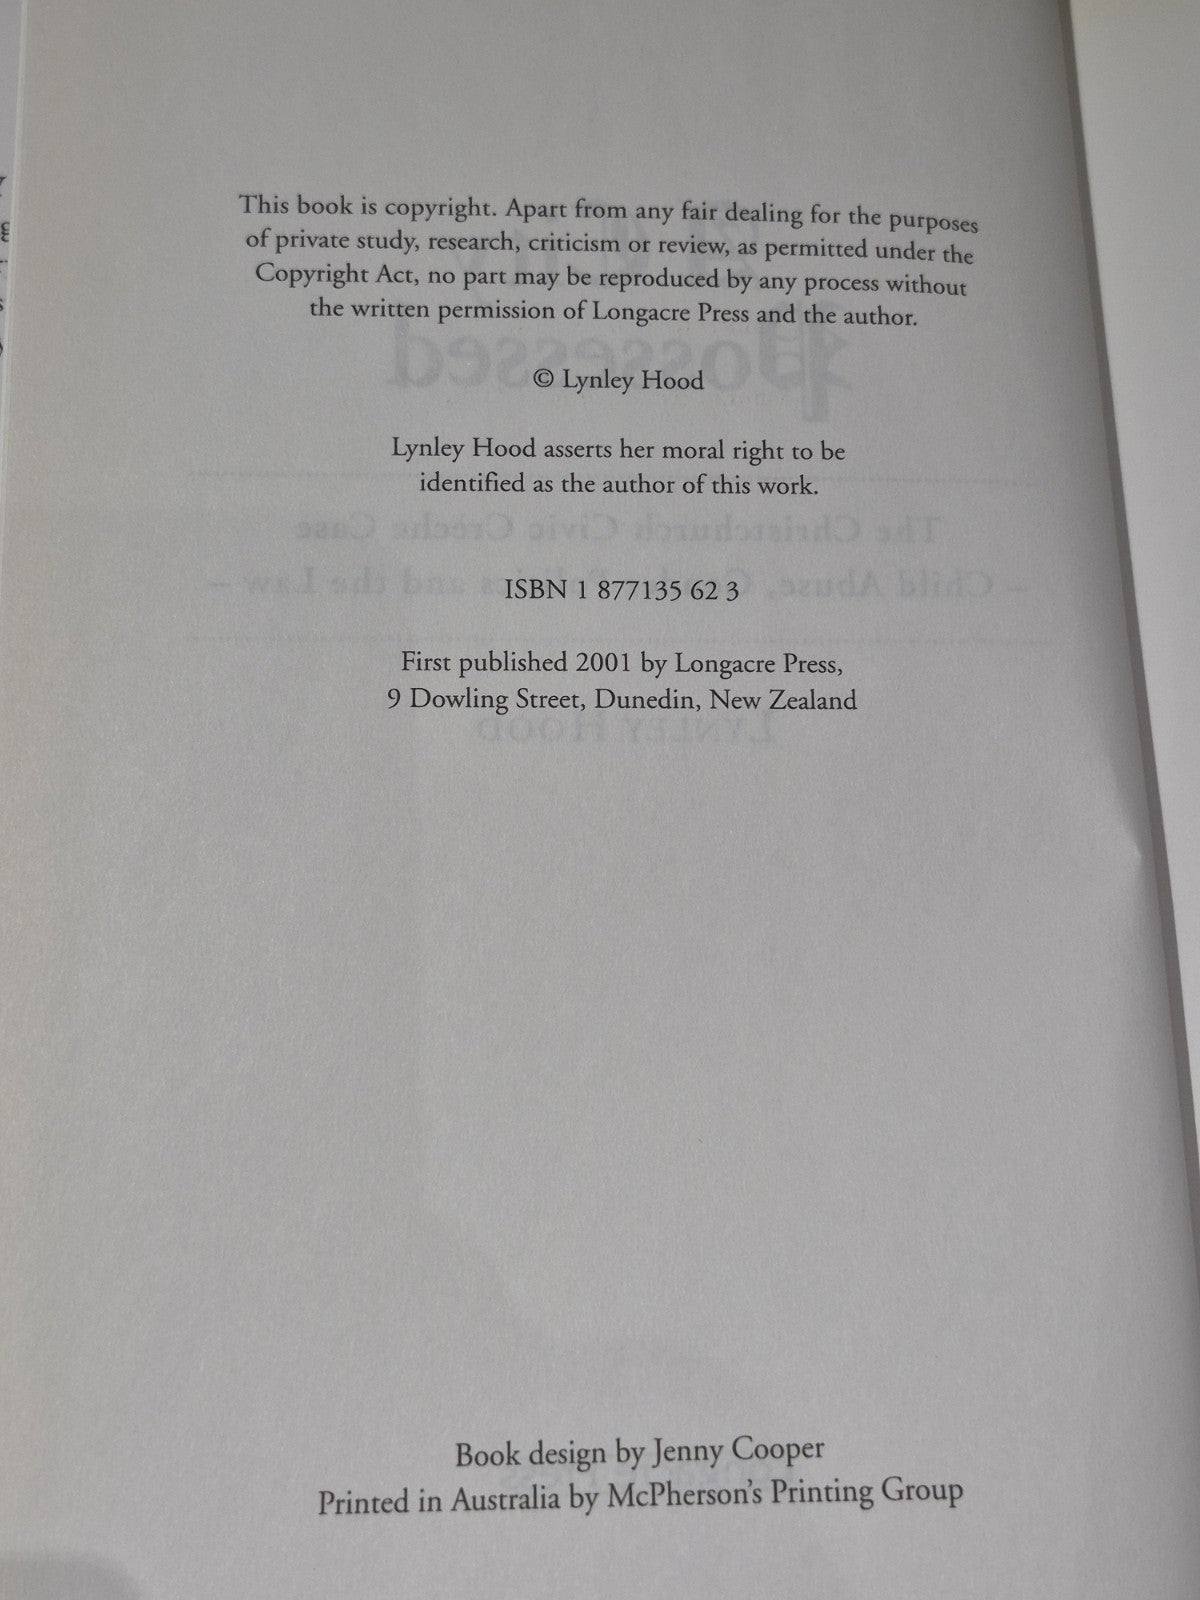 This book is copyright. Apart from any fair dealing for the purposes
of private study, research, criticism or review, as permitted under the
Copyright Act, no part may be reproduced by any process without
the written permission of Longacre Press and the author.
© Lynley Hood
Lynley Hood asserts her moral right to be
identified as the author of this work.
ISBN 1 877135 62 3
First published 2001 by Longacre Press,
9 Dowling Street, Dunedin, New Zealand
Book design by Jenny Cooper
Printed in Australia by McPherson's Printing Group